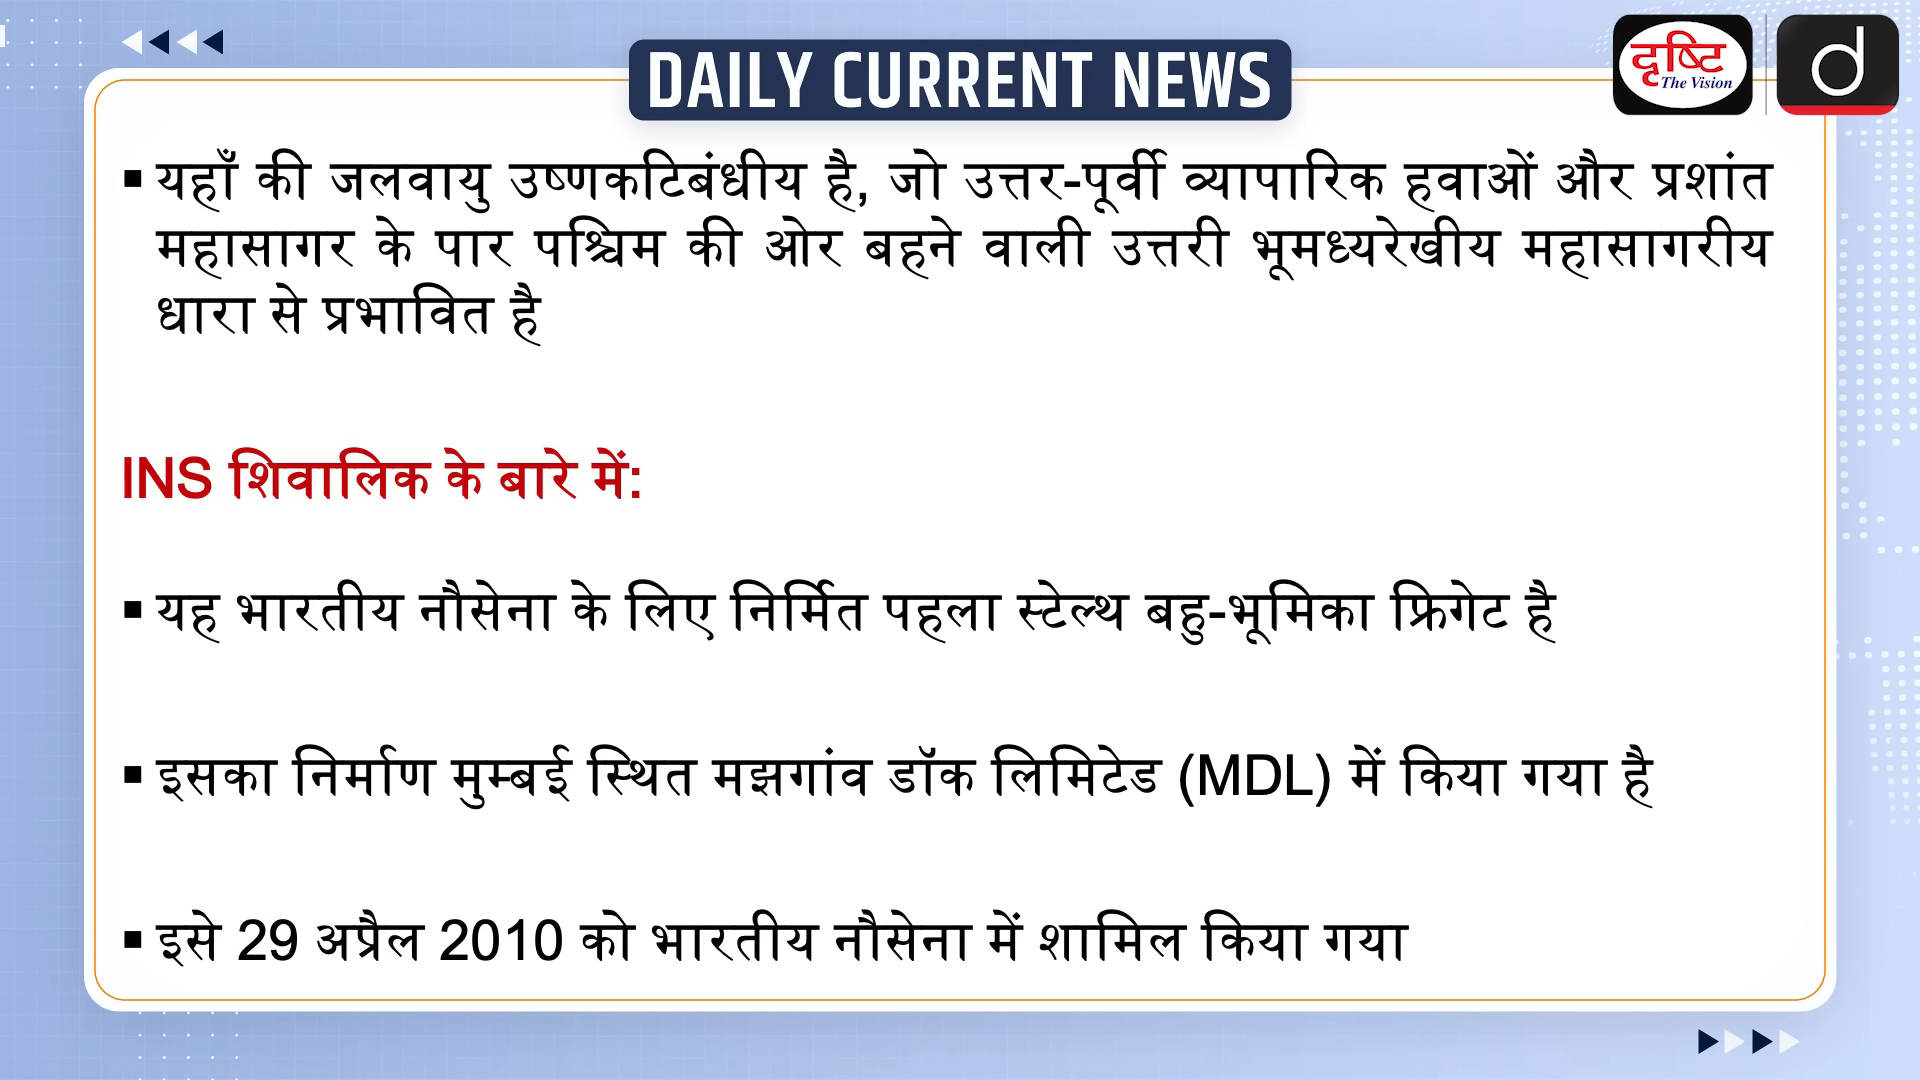 DAILY CURRENT NEWS
दृष्टि
The Vision
d
▪ यहाँ की जलवायु उष्णकटिबंधीय है, जो उत्तर-पूर्वी व्यापारिक हवाओं और प्रशांत
महासागर के पार पश्चिम की ओर बहने वाली उत्तरी भूमध्यरेखीय महासागरीय
धारा से प्रभावित है
INS शिवालिक के बारे में:
▪ यह भारतीय नौसेना के लिए निर्मित पहला स्टेल्थ बहु-भूमिका फ्रिगेट है
▪ इसका निर्माण मुम्बई स्थित मझगांव डॉक लिमिटेड (MDL) में किया गया है
▪ इसे 29 अप्रैल 2010 को भारतीय नौसेना में शामिल किया गया